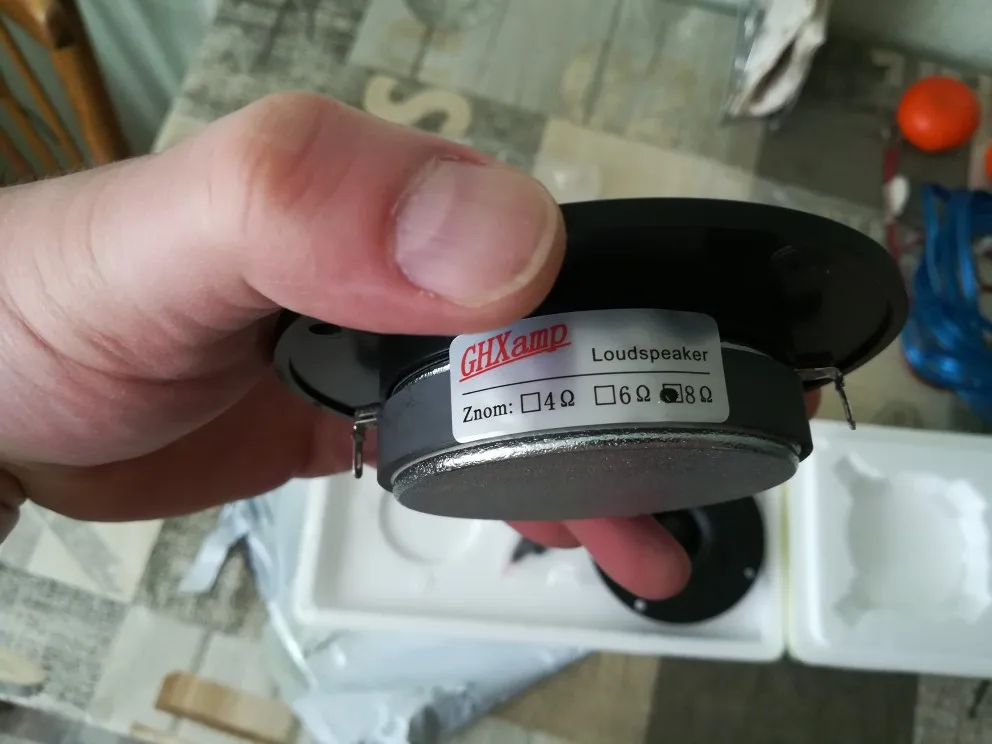 GHXamp
Loudspeaker
Znom: ☐4Ω ☐6Ω ☑8Ω